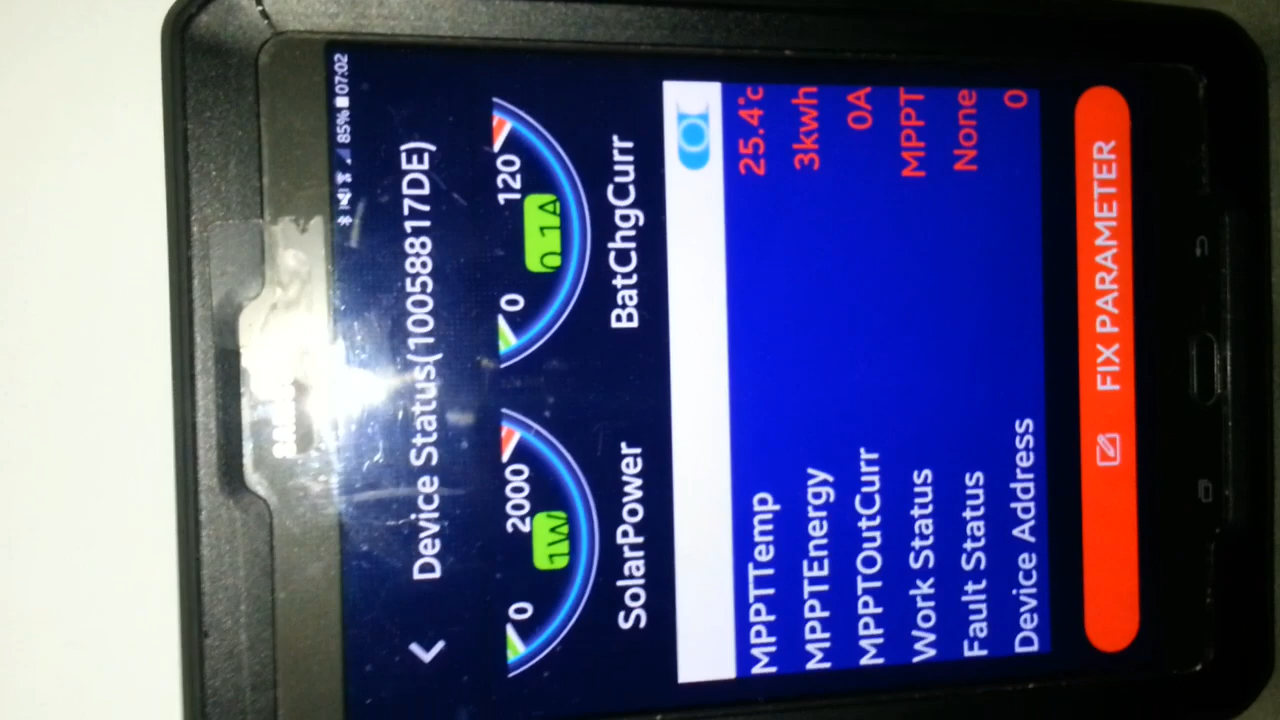 85% 07:02
Device Status(10058817DE)
0 2000
1W
SolarPower
0 120
0.1A
BatChgCurr
MPPTTemp 25.4℃
MPPTEnergy 3kwh
MPPTOutCurr 0A
Work Status MPPT
Fault Status None
Device Address 0
FIX PARAMETER